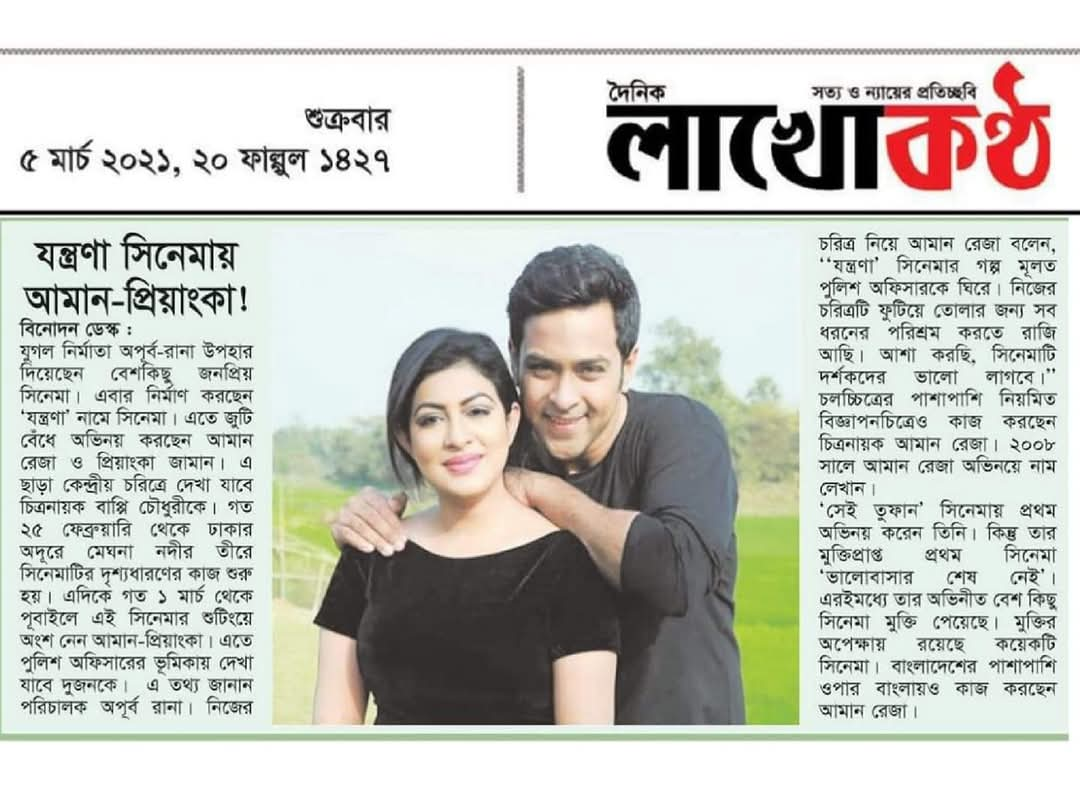 শুক্রবার
৫ মার্চ ২০২১, ২০ ফাল্গুন ১৪২৭
দৈনিক
সত্য ও ন্যায়ের প্রতিচ্ছবি
লাখোকণ্ঠ
যন্ত্রণা সিনেমায়
আমান-প্রিয়াংকা!
বিনোদন ডেস্ক :
যুগল নির্মাতা অপূর্ব-রানা উপহার
দিয়েছেন বেশকিছু জনপ্রিয়
সিনেমা। এবার নির্মাণ করছেন
‘যন্ত্রণা’ নামে সিনেমা। এতে জুটি
বেঁধে অভিনয় করছেন আমান
রেজা ও প্রিয়াংকা জামান। এ
ছাড়া কেন্দ্রীয় চরিত্রে দেখা যাবে
চিত্রনায়ক বাপ্পি চৌধুরীকে। গত
২৫ ফেব্রুয়ারি থেকে ঢাকার
অদূরে মেঘনা নদীর তীরে
সিনেমাটির দৃশ্যধারণের কাজ শুরু
হয়। এদিকে গত ১ মার্চ থেকে
পূবাইলে এই সিনেমার শুটিংয়ে
অংশ নেন আমান-প্রিয়াংকা। এতে
পুলিশ অফিসারের ভূমিকায় দেখা
যাবে দুজনকে। এ তথ্য জানান
পরিচালক অপূর্ব রানা। নিজের
চরিত্র নিয়ে আমান রেজা বলেন,
‘‘যন্ত্রণা’ সিনেমার গল্প মূলত
পুলিশ অফিসারকে ঘিরে। নিজের
চরিত্রটি ফুটিয়ে তোলার জন্য সব
ধরনের পরিশ্রম করতে রাজি
আছি। আশা করছি, সিনেমাটি
দর্শকদের ভালো লাগবে।’’
চলচ্চিত্রের পাশাপাশি নিয়মিত
বিজ্ঞাপনচিত্রেও কাজ করছেন
চিত্রনায়ক আমান রেজা। ২০০৮
সালে আমান রেজা অভিনয়ে নাম
লেখান।
‘সেই তুফান’ সিনেমায় প্রথম
অভিনয় করেন তিনি। কিন্তু তার
মুক্তিপ্রাপ্ত প্রথম সিনেমা
‘ভালোবাসার শেষ নেই’।
এরইমধ্যে তার অভিনীত বেশ কিছু
সিনেমা মুক্তি পেয়েছে। মুক্তির
অপেক্ষায় রয়েছে কয়েকটি
সিনেমা। বাংলাদেশের পাশাপাশি
ওপার বাংলায়ও কাজ করছেন
আমান রেজা।